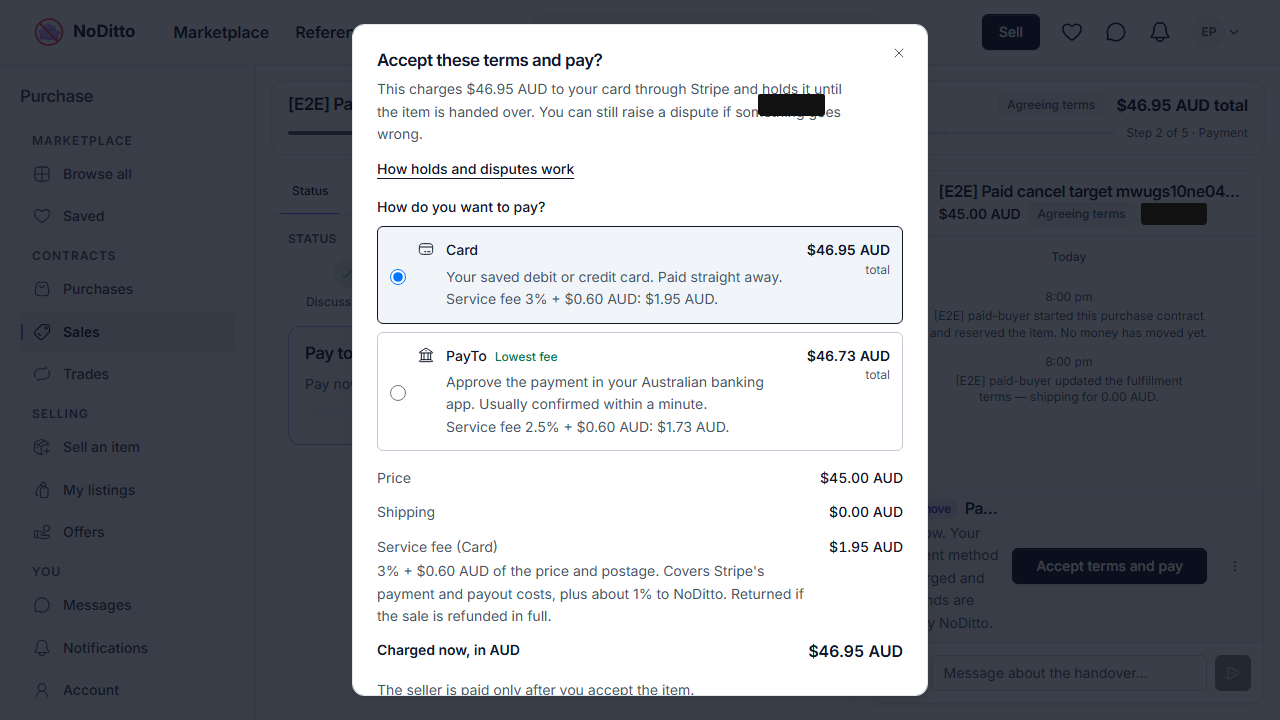 NoDitto
Marketplace
Sell
EP
Purchase
MARKETPLACE
Browse all
Saved
CONTRACTS
Purchases
Sales
Trades
SELLING
Sell an item
My listings
Offers
YOU
Messages
Notifications
Account
Agreeing terms
$46.95 AUD total
Step 2 of 5 · Payment
Status
STATUS
Accept these terms and pay?
This charges $46.95 AUD to your card through Stripe and holds it until
the item is handed over. You can still raise a dispute if something goes
wrong.
How holds and disputes work
How do you want to pay?
Card
$46.95 AUD
total
Your saved debit or credit card. Paid straight away.
Service fee 3% + $0.60 AUD: $1.95 AUD.
PayTo Lowest fee
$46.73 AUD
total
Approve the payment in your Australian banking
app. Usually confirmed within a minute.
Service fee 2.5% + $0.60 AUD: $1.73 AUD.
Price $45.00 AUD
Shipping $0.00 AUD
Service fee (Card) $1.95 AUD
3% + $0.60 AUD of the price and postage. Covers Stripe's
payment and payout costs, plus about 1% to NoDitto. Returned if
the sale is refunded in full.
Charged now, in AUD $46.95 AUD
The seller is paid only after you accept the item.
[E2E] Paid cancel target mwugs10ne04...
$45.00 AUD Agreeing terms
Today
8:00 pm
[E2E] paid-buyer started this purchase contract
and reserved the item. No money has moved yet.
8:00 pm
[E2E] paid-buyer updated the fulfillment
terms — shipping for 0.00 AUD.
Pa...
Your
method
and
are
NoDitto.
Accept terms and pay
Message about the handover...